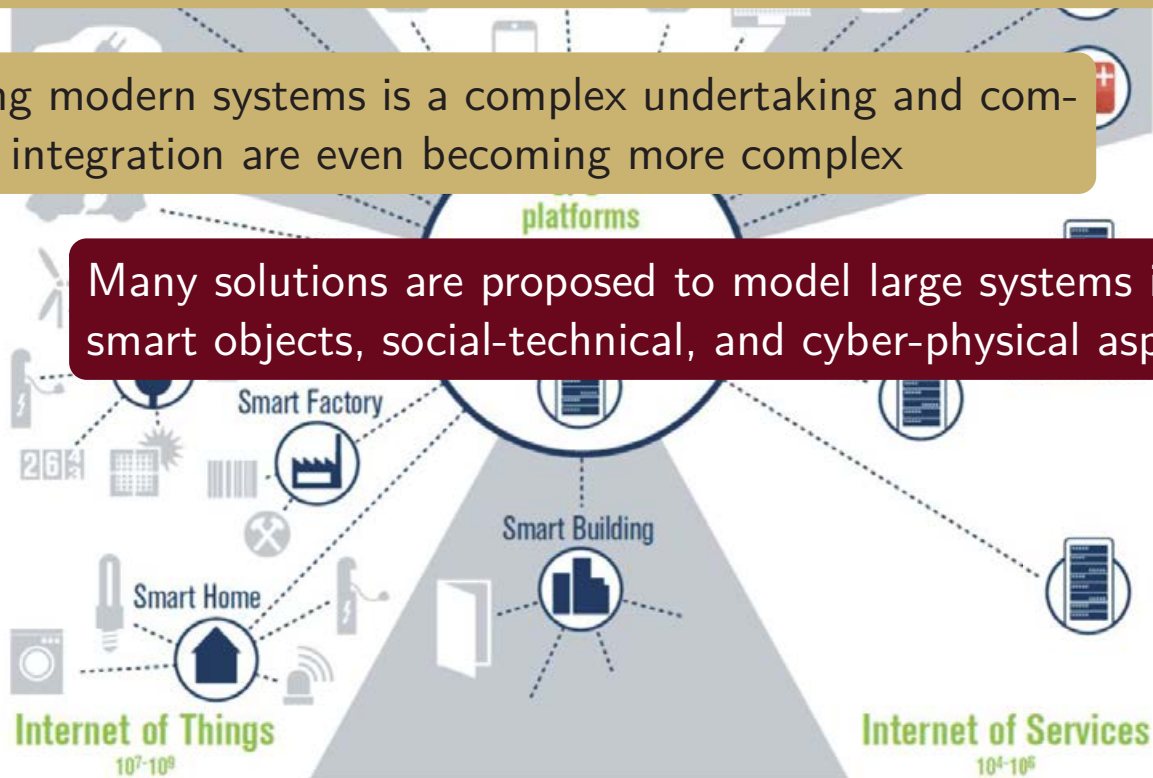 ng modern systems is a complex undertaking and com-
integration are even becoming more complex
platforms
Many solutions are proposed to model large systems i
smart objects, social-technical, and cyber-physical asp
Smart Factory
Smart Building
Smart Home
Internet of Things
10⁷-10⁹
Internet of Services
10⁴-10⁶